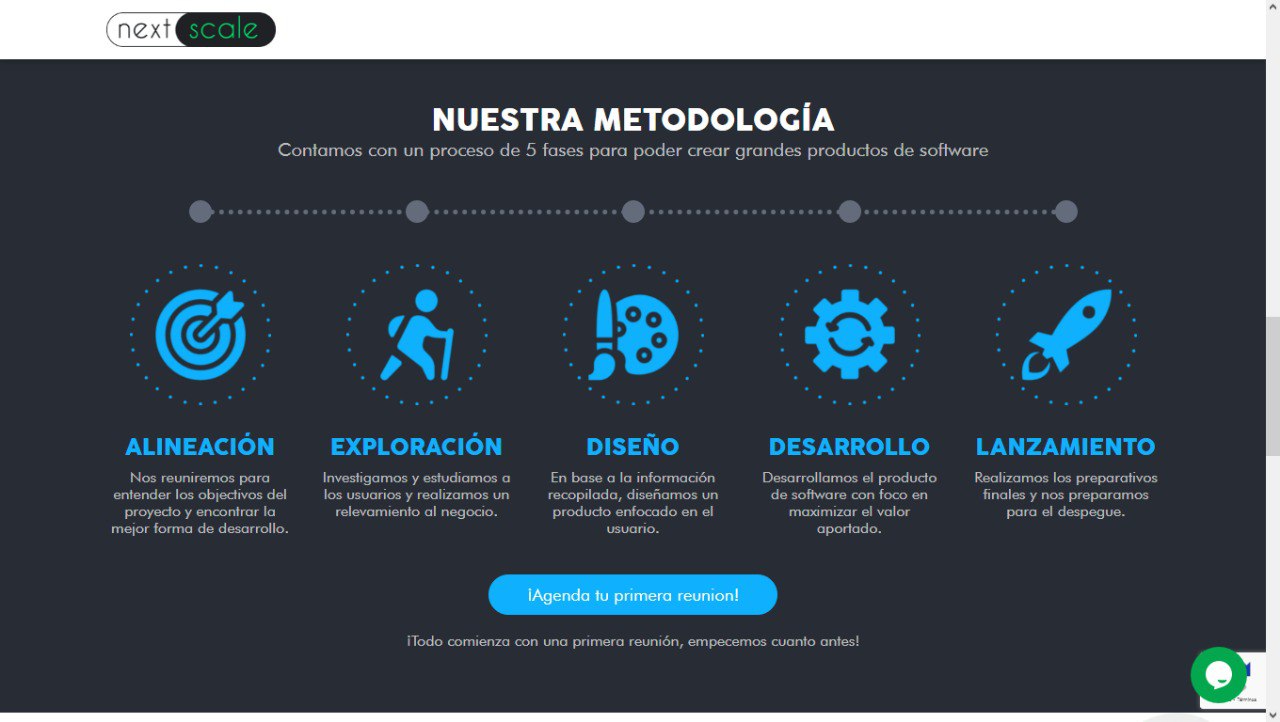 next scale
NUESTRA METODOLOGÍA
Contamos con un proceso de 5 fases para poder crear grandes productos de software
ALINEACIÓN
Nos reuniremos para
entender los objectivos del
proyecto y encontrar la
mejor forma de desarrollo.
EXPLORACIÓN
Investigamos y estudiamos a
los usuarios y realizamos un
relevamiento al negocio.
DISEÑO
En base a la información
recopilada, diseñamos un
producto enfocado en el
usuario.
DESARROLLO
Desarrollamos el producto
de software con foco en
maximizar el valor
aportado.
LANZAMIENTO
Realizamos los preparativos
finales y nos preparamos
para el despegue.
¡Agenda tu primera reunion!
¡Todo comienza con una primera reunión, empecemos cuanto antes!